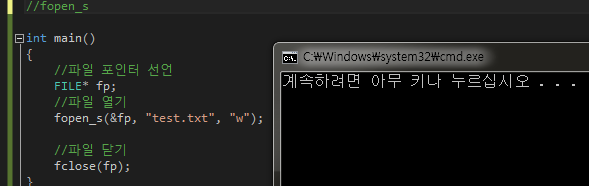 //fopen_s
int main()
{
//파일 포인터 선언
FILE* fp;
//파일 열기
fopen_s(&fp, "test.txt", "w");
//파일 닫기
fclose(fp);
}
C:₩Windows₩system32₩cmd.exe
계속하려면 아무 키나 누르십시오 . . .